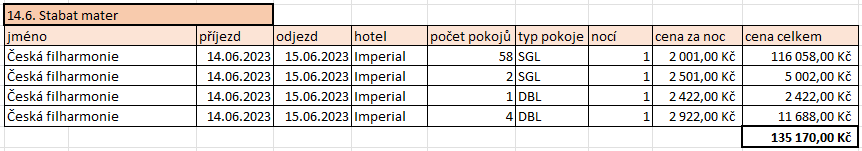 14.6. Stabat mater
jméno příjezd odjezd hotel počet pokojů typ pokoje nocí cena za noc cena celkem
Česká filharmonie 14.06.2023 15.06.2023 Imperial 58 SGL 1 2 001,00 Kč 116 058,00 Kč
Česká filharmonie 14.06.2023 15.06.2023 Imperial 2 SGL 1 2 501,00 Kč 5 002,00 Kč
Česká filharmonie 14.06.2023 15.06.2023 Imperial 1 DBL 1 2 422,00 Kč 2 422,00 Kč
Česká filharmonie 14.06.2023 15.06.2023 Imperial 4 DBL 1 2 922,00 Kč 11 688,00 Kč
135 170,00 Kč